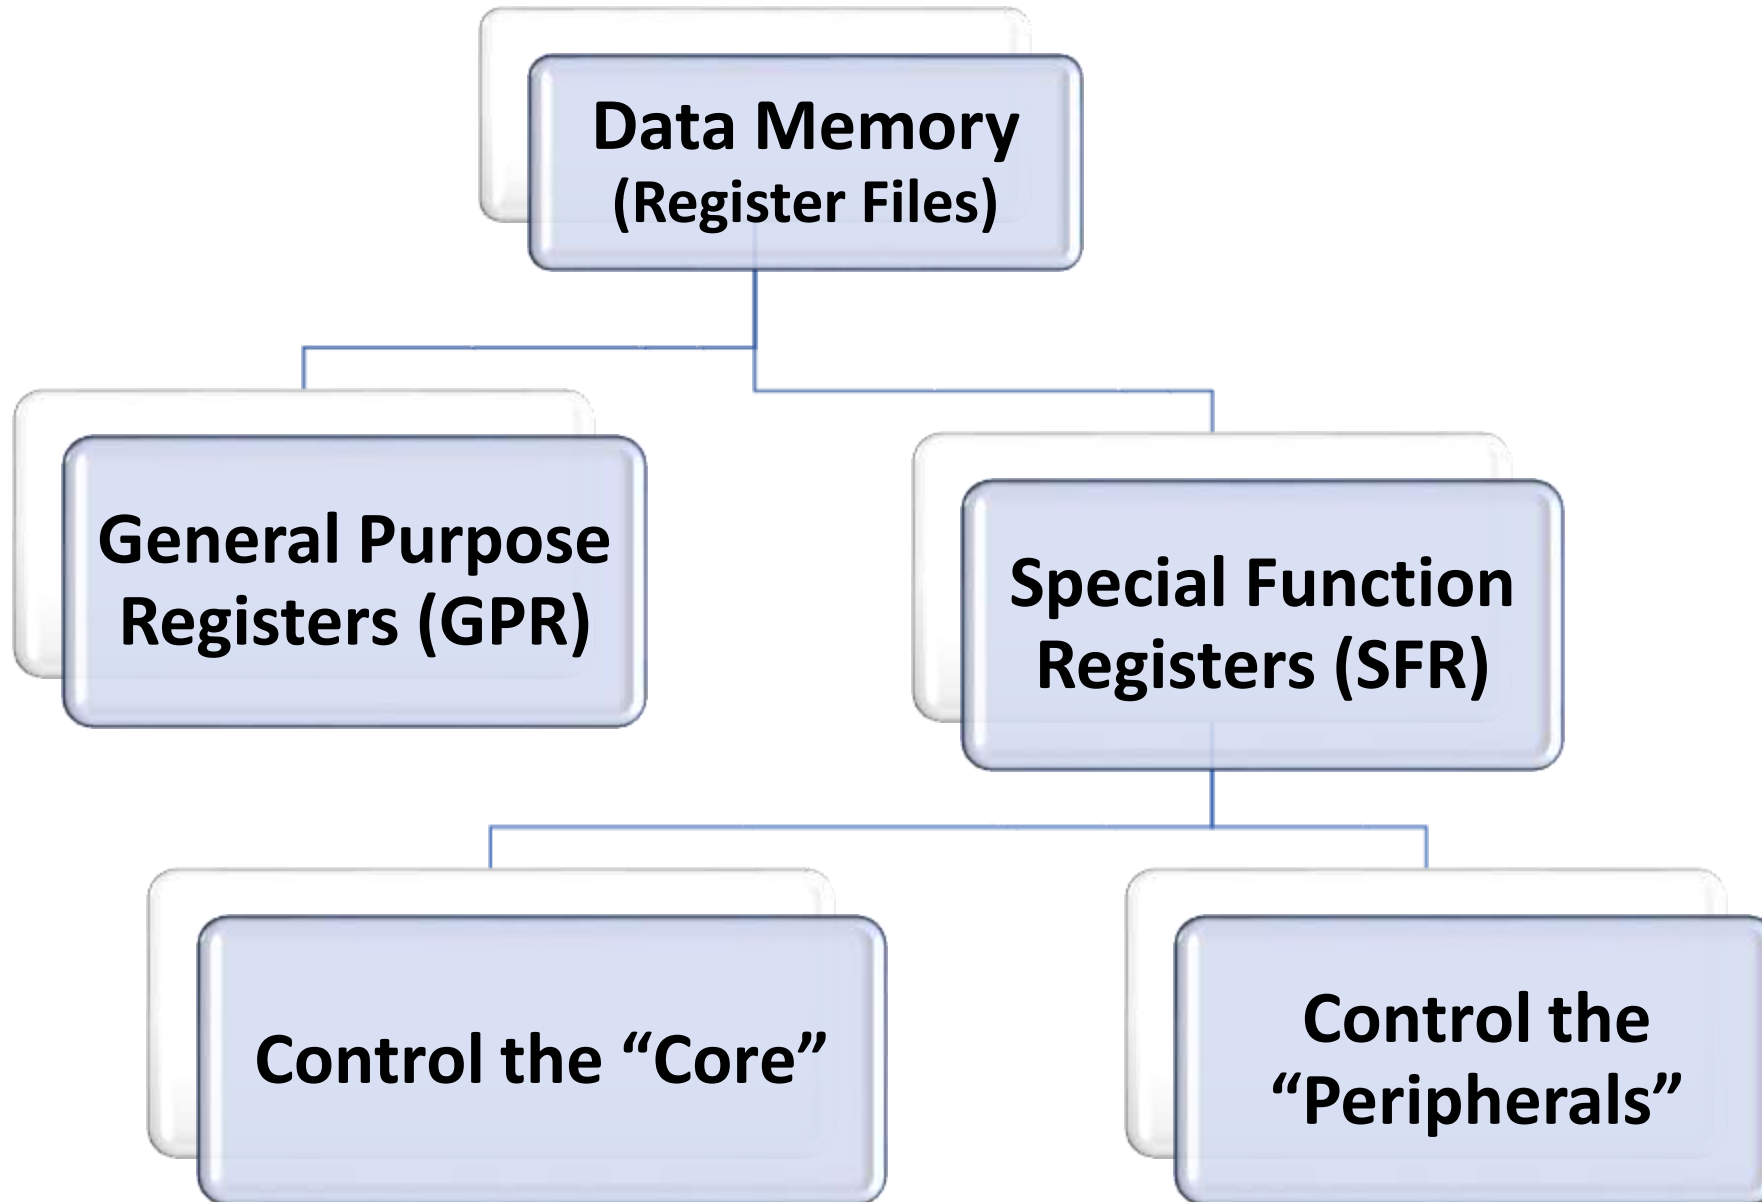 Data Memory
(Register Files)
General Purpose
Registers (GPR)
Special Function
Registers (SFR)
Control the “Core”
Control the
“Peripherals”